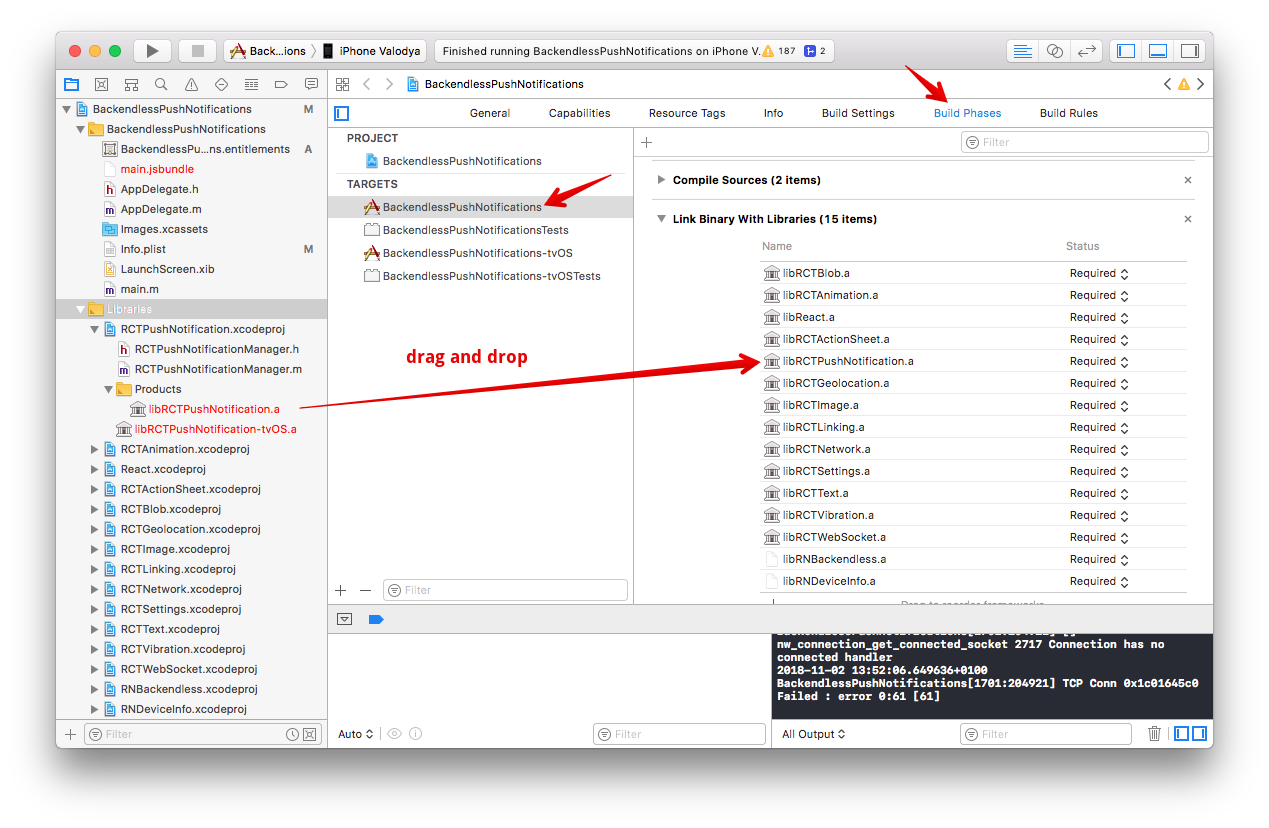 Back...ions
iPhone Valodya
Finished running BackendlessPushNotifications on iPhone V.
187
2
BackendlessPushNotifications
M
BackendlessPushNotifications
BackendlessPu...ns.entitlements
A
main.jsbundle
AppDelegate.h
AppDelegate.m
Images.xcassets
Info.plist
M
LaunchScreen.xib
main.m
Libraries
RCTPushNotification.xcodeproj
RCTPushNotificationManager.h
RCTPushNotificationManager.m
Products
libRCTPushNotification.a
libRCTPushNotification-tvOS.a
RCTAnimation.xcodeproj
React.xcodeproj
RCTActionSheet.xcodeproj
RCTBlob.xcodeproj
RCTGeolocation.xcodeproj
RCTImage.xcodeproj
RCTLinking.xcodeproj
RCTNetwork.xcodeproj
RCTSettings.xcodeproj
RCTText.xcodeproj
RCTVibration.xcodeproj
RCTWebSocket.xcodeproj
RNBackendless.xcodeproj
RNDeviceInfo.xcodeproj
Filter
BackendlessPushNotifications
General
Capabilities
Resource Tags
Info
Build Settings
Build Phases
Build Rules
PROJECT
BackendlessPushNotifications
TARGETS
BackendlessPushNotifications
BackendlessPushNotificationsTests
BackendlessPushNotifications-tvOS
BackendlessPushNotifications-tvOSTests
drag and drop
Filter
Filter
Compile Sources (2 items)
Link Binary With Libraries (15 items)
Name
Status
libRCTBlob.a
Required
libRCTAnimation.a
Required
libReact.a
Required
libRCTActionSheet.a
Required
libRCTPushNotification.a
Required
libRCTGeolocation.a
Required
libRCTImage.a
Required
libRCTLinking.a
Required
libRCTNetwork.a
Required
libRCTSettings.a
Required
libRCTText.a
Required
libRCTVibration.a
Required
libRCTWebSocket.a
Required
libRNBackendless.a
Required
libRNDeviceInfo.a
Required
Drag to reorder frameworks
nw_connection_get_connected_socket 2717 Connection has no
connected handler
2018-11-02 13:52:06.649636+0100
BackendlessPushNotifications[1701:204921] TCP Conn 0x1c01645c0
Failed : error 0:61 [61]
Auto
Filter
All Output
Filter